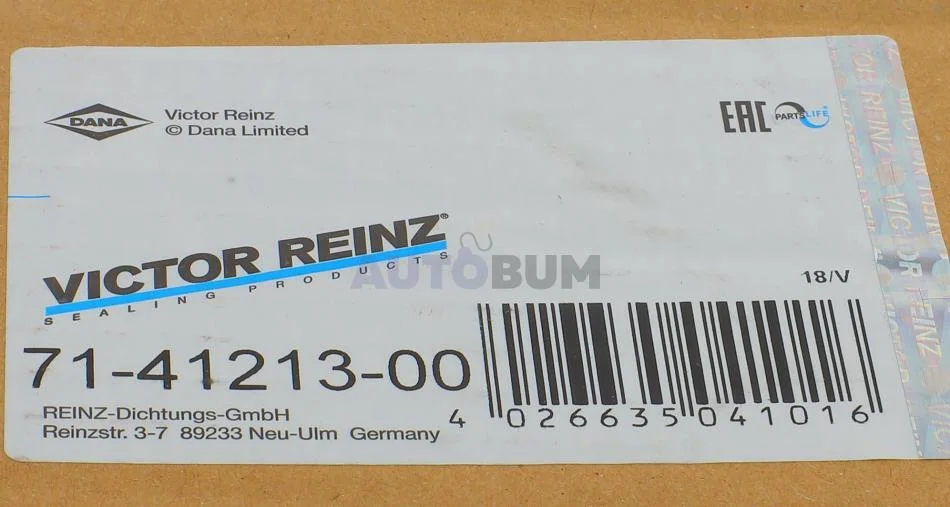 DANA
Victor Reinz
© Dana Limited
EAC
PARTSLIFE®
VICTOR REINZ®
SEALING PRODUCTS
AUTOBUM
18/V
71-41213-00
REINZ-Dichtungs-GmbH
Reinzstr. 3-7 89233 Neu-Ulm Germany
4 026635 041016
VICTOR REINZ